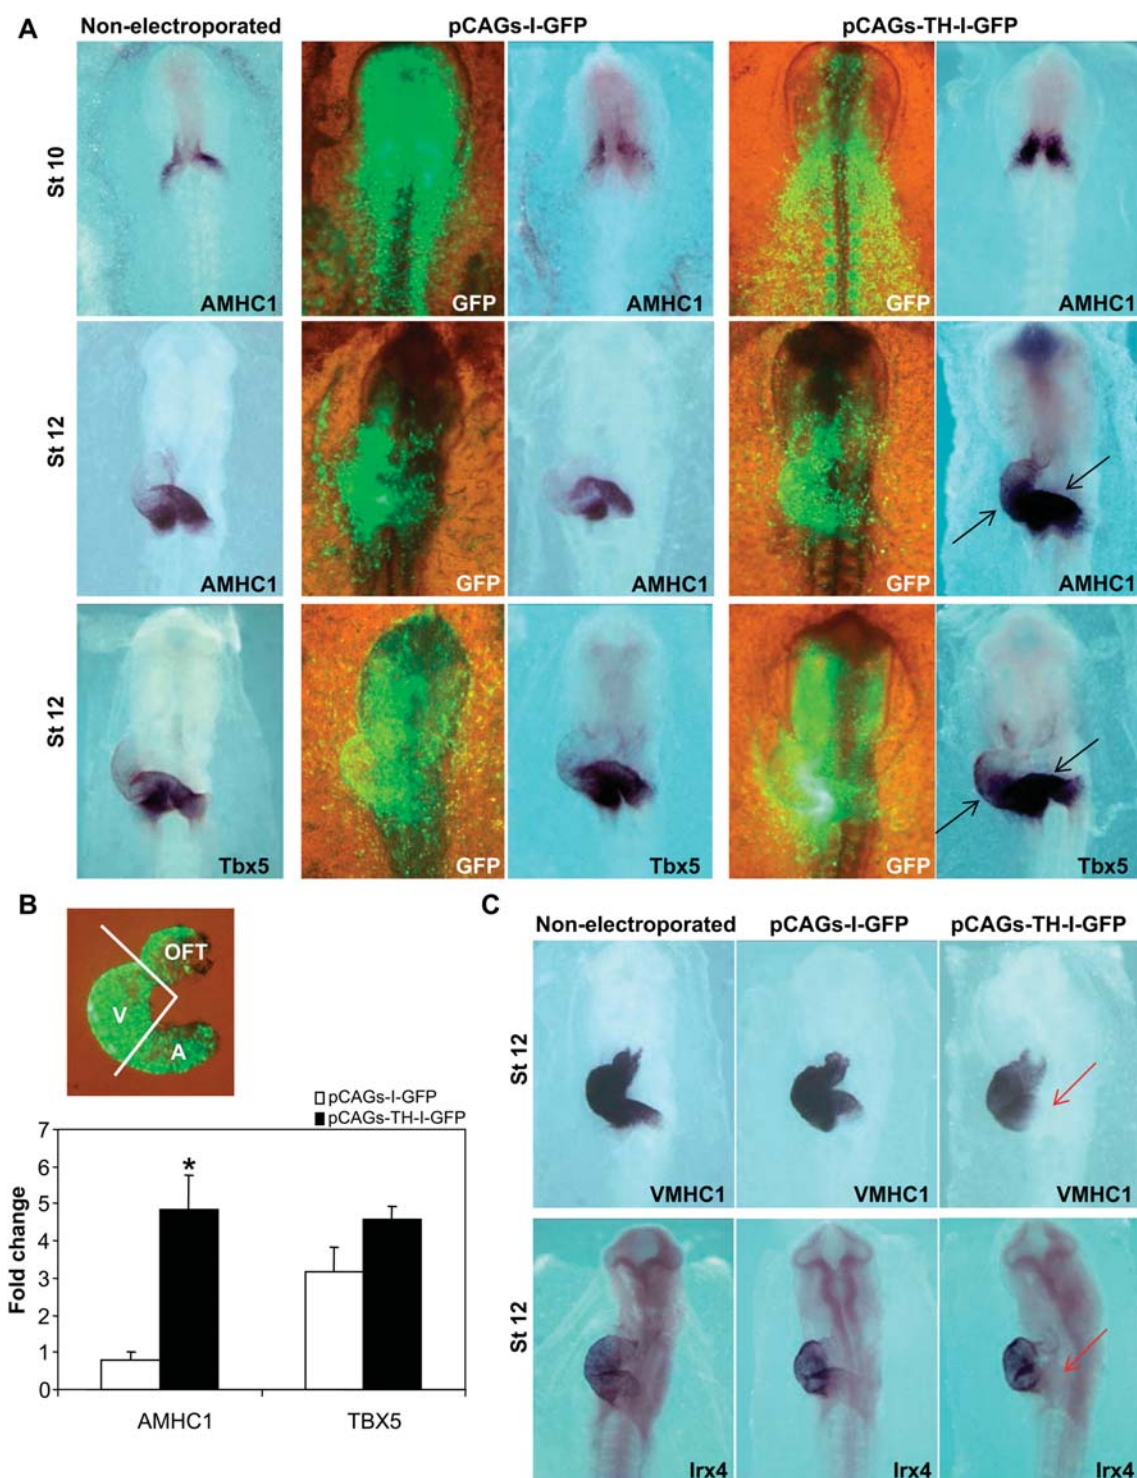 A
Non-electroporated pCAGs-I-GFP pCAGs-TH-I-GFP
St 10
AMHC1 GFP AMHC1 GFP AMHC1
St 12
AMHC1 GFP AMHC1 GFP AMHC1
St 12
Tbx5 GFP Tbx5 GFP Tbx5
B
OFT
V
A
pCAGs-I-GFP
pCAGs-TH-I-GFP
Fold change
7
6
5
4
3
2
1
0
*
AMHC1 TBX5
C
Non-electroporated pCAGs-I-GFP pCAGs-TH-I-GFP
St 12
VMHC1 VMHC1 VMHC1
St 12
Irx4 Irx4 Irx4